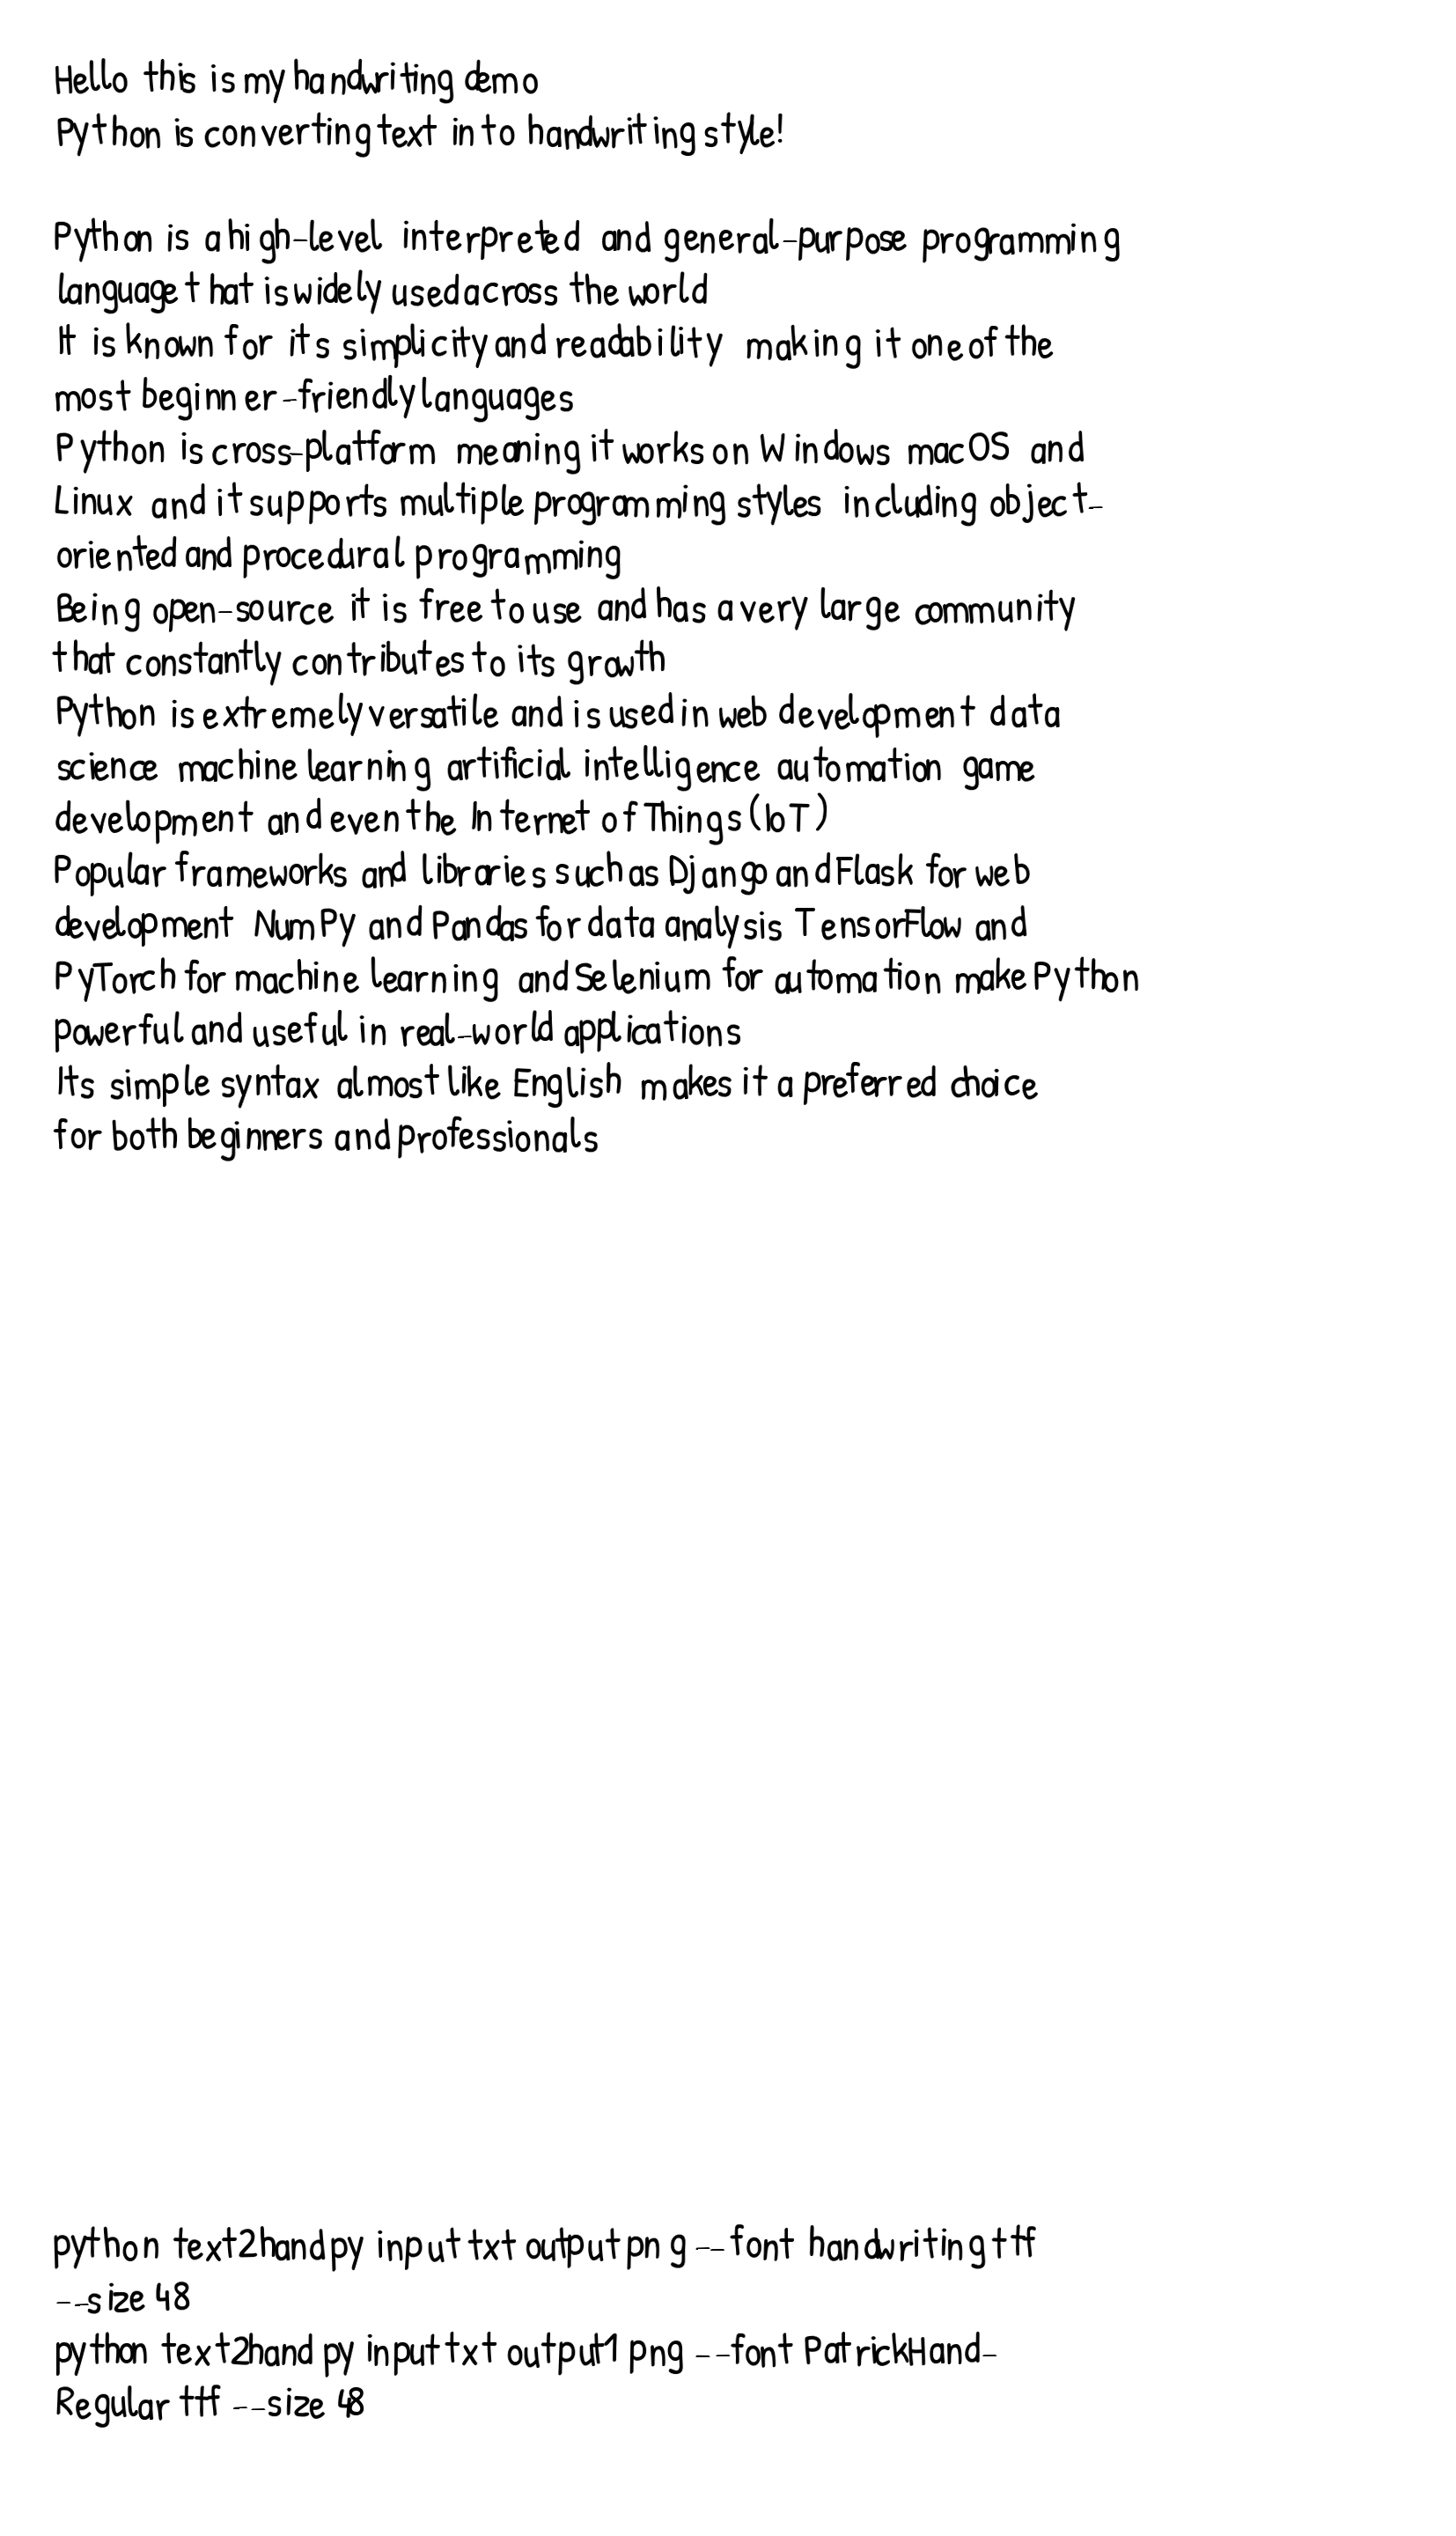 Hello this is my handwriting demo
Python is converting text into handwriting style!
Python is a high-level interpreted and general-purpose programming
language that is widely used across the world
It is known for its simplicity and readability making it one of the
most beginner-friendly languages
Python is cross-platform meaning it works on Windows macOS and
Linux and it supports multiple programming styles including object-
oriented and procedural programming
Being open-source it is free to use and has a very large community
that constantly contributes to its growth
Python is extremely versatile and is used in web development data
science machine learning artificial intelligence automation game
development and even the Internet of Things (IoT)
Popular frameworks and libraries such as Django and Flask for web
development NumPy and Pandas for data analysis TensorFlow and
PyTorch for machine learning and Selenium for automation make Python
powerful and useful in real-world applications
Its simple syntax almost like English makes it a preferred choice
for both beginners and professionals
python text2hand py input txt output png --font handwriting ttf
--size 48
python text2hand py input txt output1 png --font PatrickHand-
Regular ttf --size 48